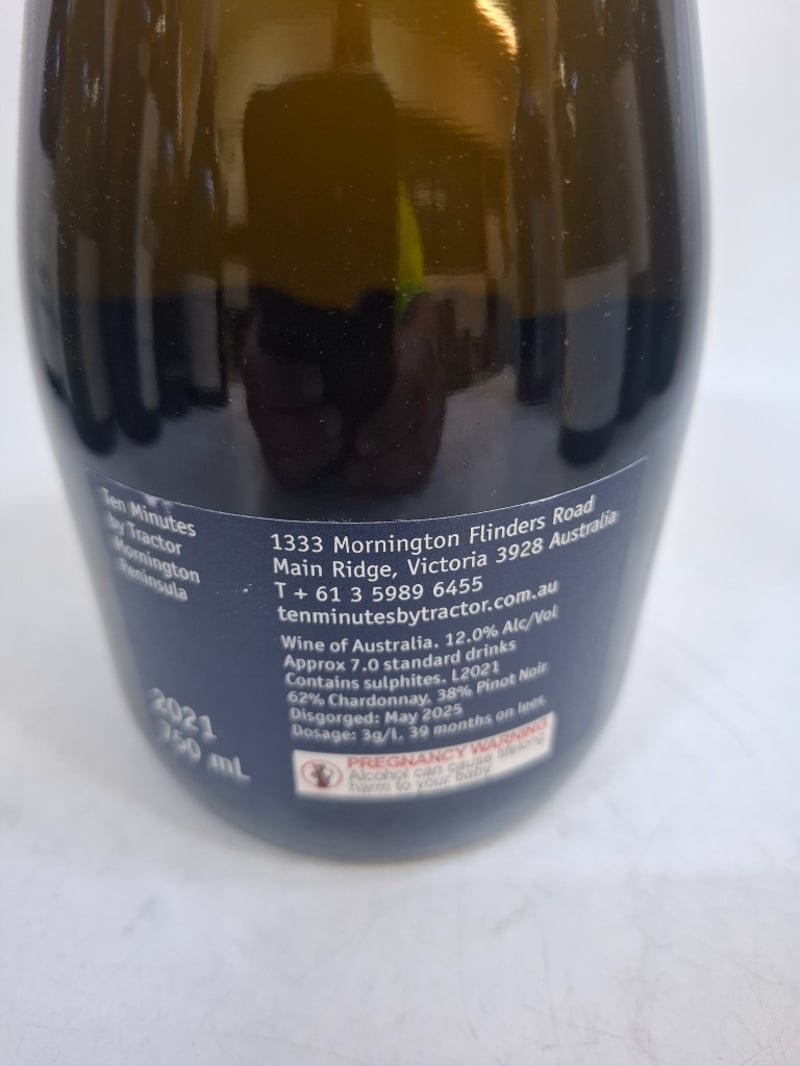 Ten Minutes
by Tractor
Mornington
Peninsula
2021
750 mL
1333 Mornington Flinders Road
Main Ridge, Victoria 3928 Australia
T + 61 3 5989 6455
tenminutesbytractor.com.au
Wine of Australia. 12.0% Alc/Vol
Approx 7.0 standard drinks
Contains sulphites. L2021
62% Chardonnay, 38% Pinot Noir
Disgorged: May 2025
Dosage: 3g/l, 39 months on lees
PREGNANCY WARNING
Alcohol can cause lifelong
harm to your baby